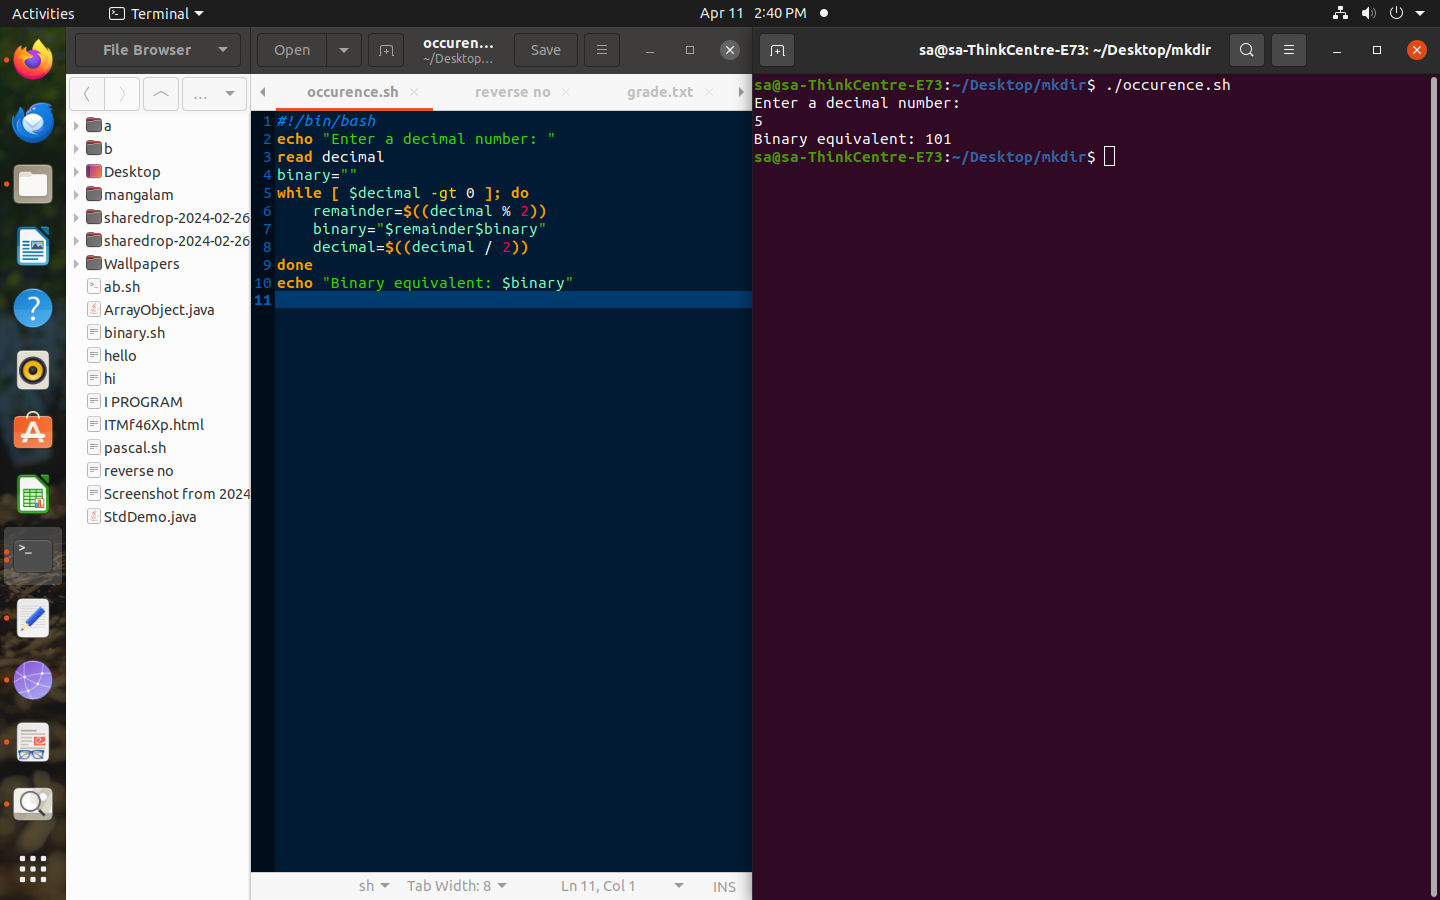 Activities
Terminal
Apr 11 2:40 PM
File Browser
Open
occuren...
~/Desktop...
Save
sa@sa-ThinkCentre-E73: ~/Desktop/mkdir
...
a
b
Desktop
mangalam
sharedrop-2024-02-26
sharedrop-2024-02-26
Wallpapers
ab.sh
ArrayObject.java
binary.sh
hello
hi
I PROGRAM
ITMf46Xp.html
pascal.sh
reverse no
Screenshot from 2024
StdDemo.java
occurence.sh
reverse no
grade.txt
1 #!/bin/bash
2 echo "Enter a decimal number: "
3 read decimal
4 binary=""
5 while [ $decimal -gt 0 ]; do
6     remainder=$((decimal % 2))
7     binary="$remainder$binary"
8     decimal=$((decimal / 2))
9 done
10 echo "Binary equivalent: $binary"
11
sh
Tab Width: 8
Ln 11, Col 1
INS
sa@sa-ThinkCentre-E73:~/Desktop/mkdir$ ./occurence.sh
Enter a decimal number:
5
Binary equivalent: 101
sa@sa-ThinkCentre-E73:~/Desktop/mkdir$